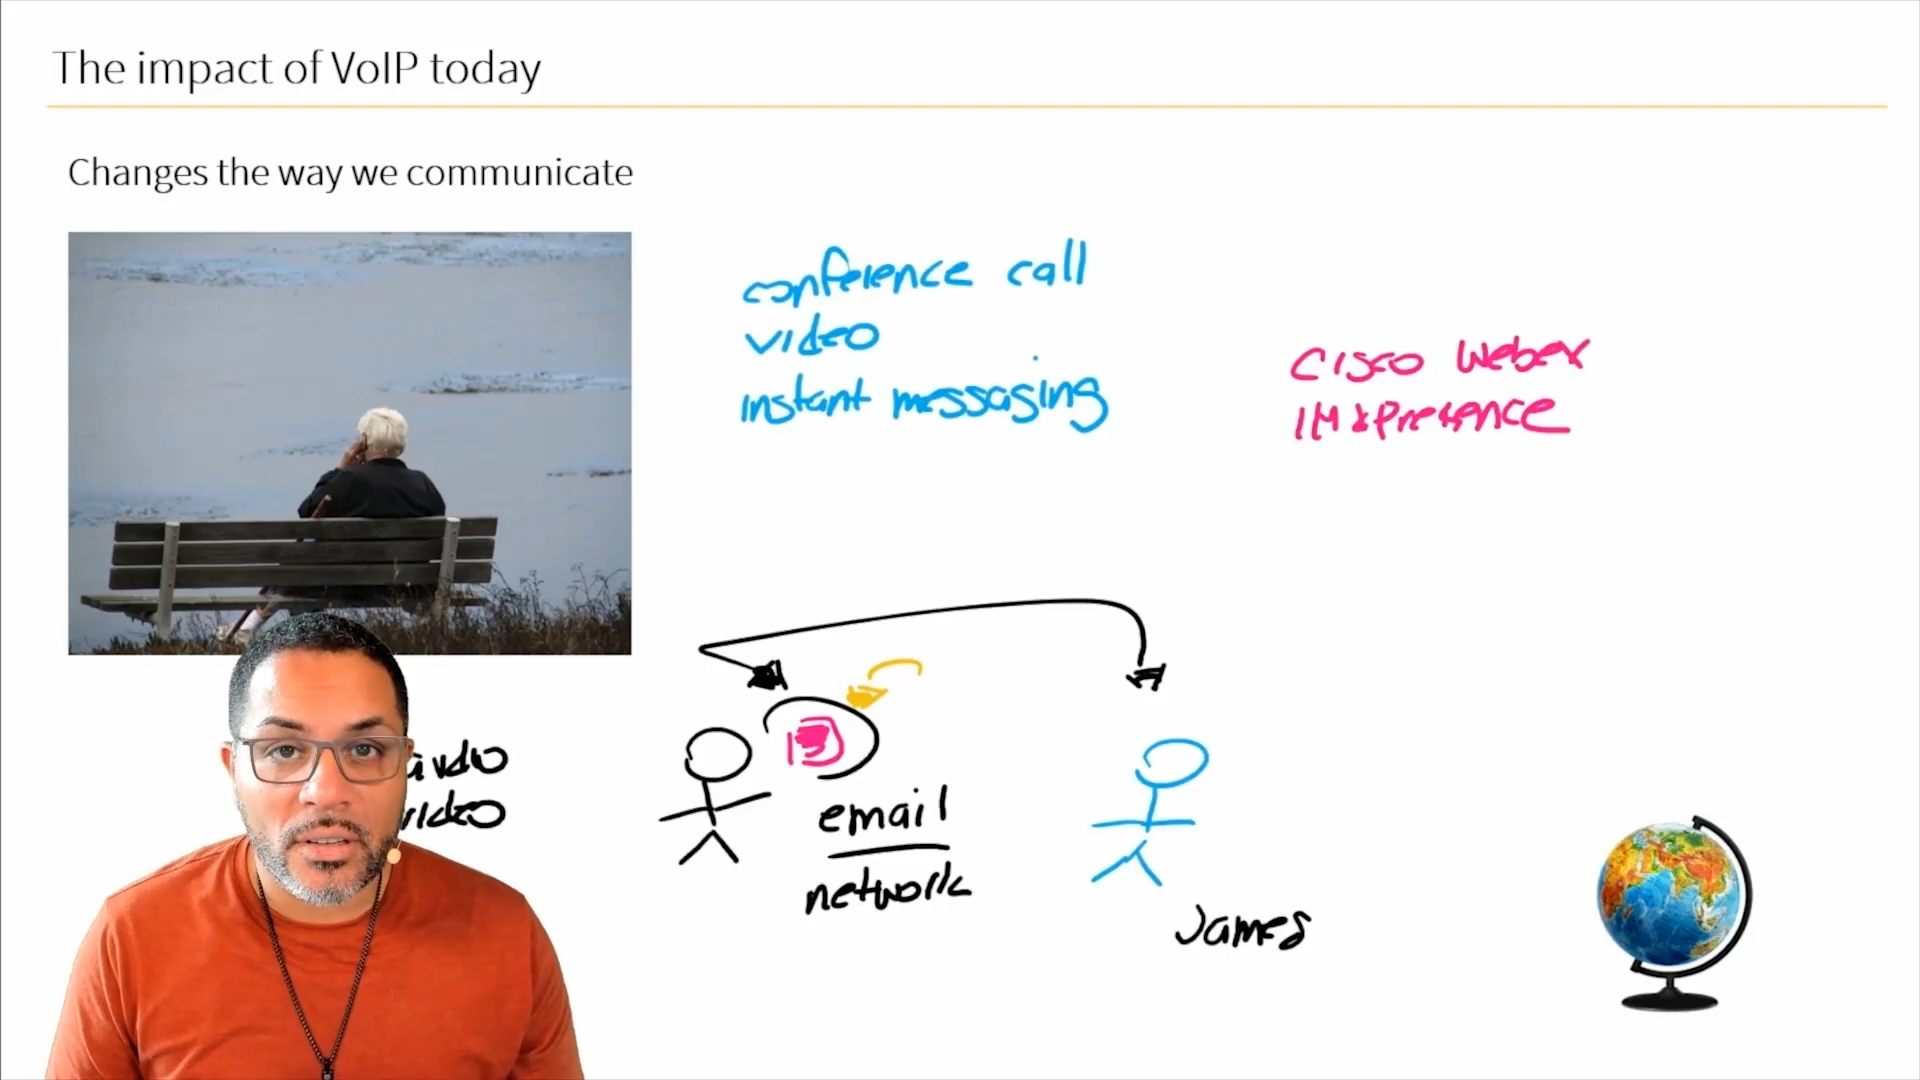 The impact of VoIP today
Changes the way we communicate
conference call
video
instant messaging
Cisco Webex
IM & Presence
video
email
network
James